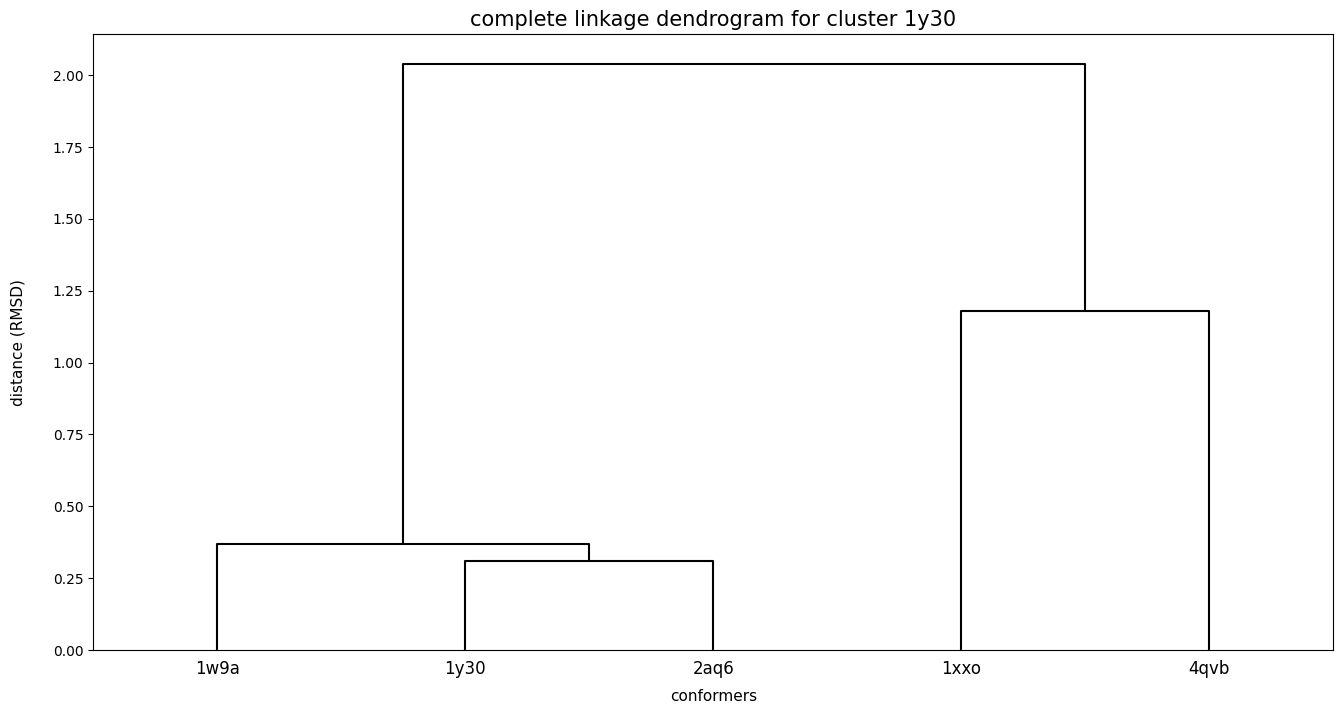 complete linkage dendrogram for cluster 1y30
distance (RMSD)
2.00
1.75
1.50
1.25
1.00
0.75
0.50
0.25
0.00
1w9a 1y30 2aq6 1xxo 4qvb
conformers